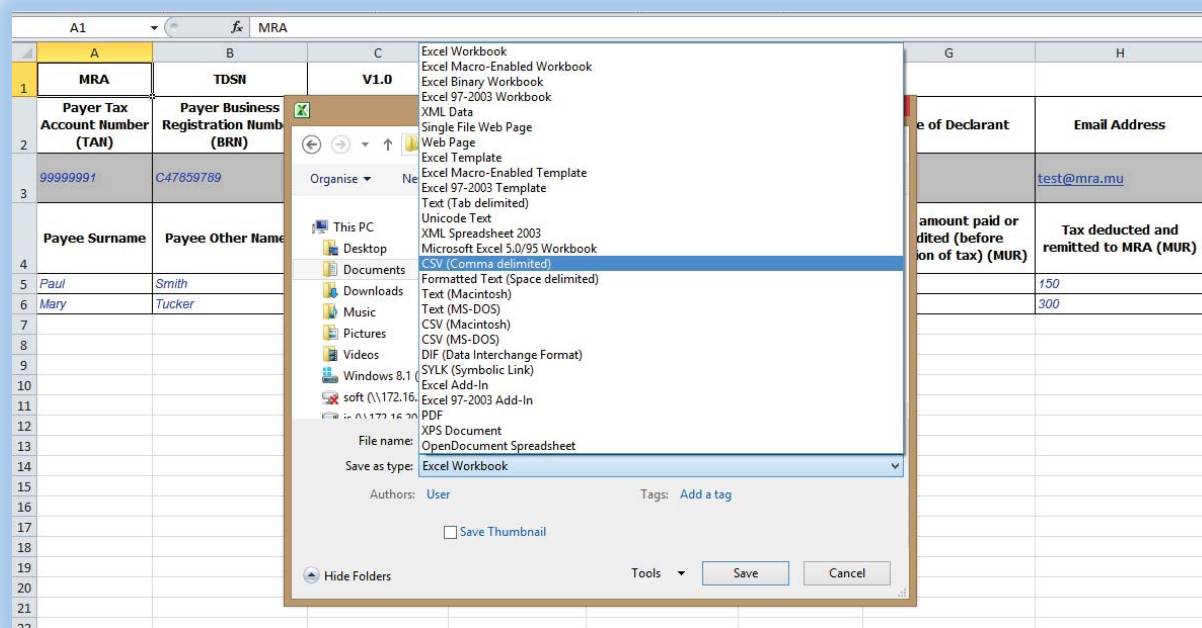 A1 fx MRA
A B C G H
1 MRA TDSN V1.0
2 Payer Tax Account Number (TAN) Payer Business Registration Numb (BRN) e of Declarant Email Address
3 99999991 C47859789 test@mra.mu
4 Payee Surname Payee Other Name amount paid or dited (before ion of tax) (MUR) Tax deducted and remitted to MRA (MUR)
5 Paul Smith 150
6 Mary Tucker 300
7
8
9
10
11
12
13
14
15
16
17
18
19
20
21
22
Organise Ne
This PC
Desktop
Documents
Downloads
Music
Pictures
Videos
Windows 8.1 (
soft (\\172.16.
Excel Workbook
Excel Macro-Enabled Workbook
Excel Binary Workbook
Excel 97-2003 Workbook
XML Data
Single File Web Page
Web Page
Excel Template
Excel Macro-Enabled Template
Excel 97-2003 Template
Text (Tab delimited)
Unicode Text
XML Spreadsheet 2003
Microsoft Excel 5.0/95 Workbook
CSV (Comma delimited)
Formatted Text (Space delimited)
Text (Macintosh)
Text (MS-DOS)
CSV (Macintosh)
CSV (MS-DOS)
DIF (Data Interchange Format)
SYLK (Symbolic Link)
Excel Add-In
Excel 97-2003 Add-In
PDF
XPS Document
OpenDocument Spreadsheet
File name:
Save as type: Excel Workbook
Authors: User Tags: Add a tag
Save Thumbnail
Hide Folders Tools Save Cancel